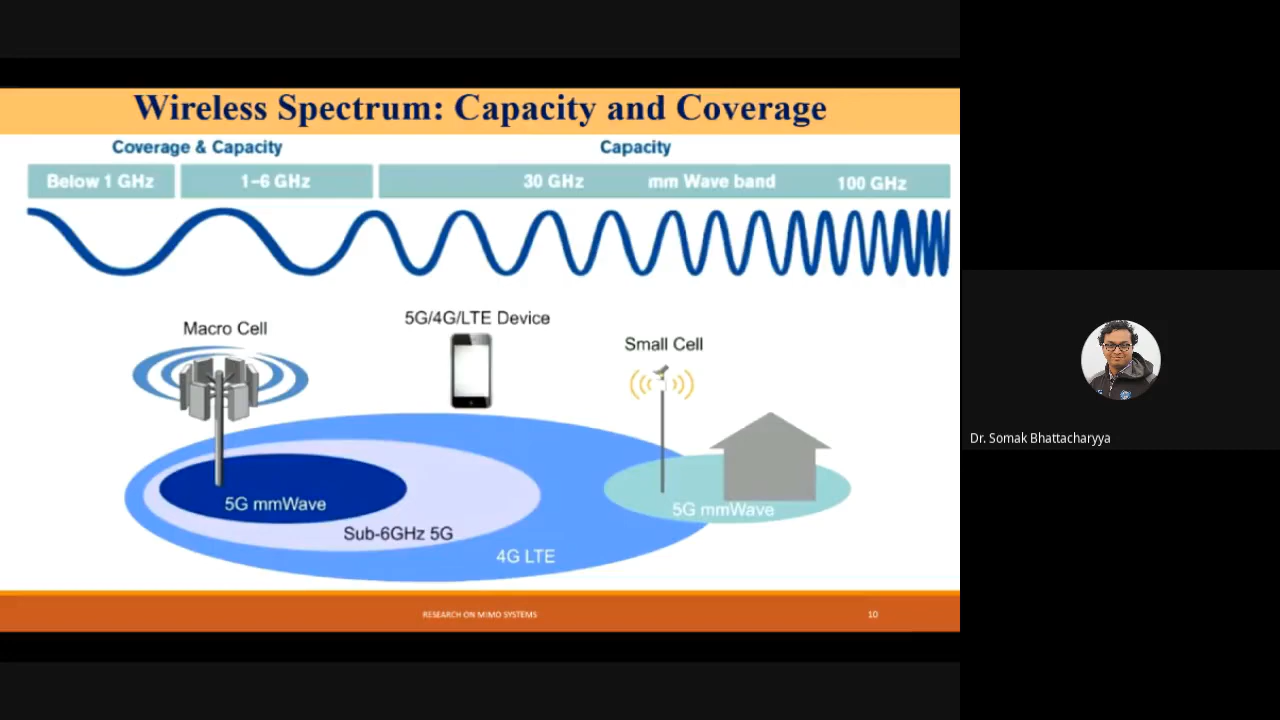 Wireless Spectrum: Capacity and Coverage
Coverage & Capacity
Capacity
Below 1 GHz
1–6 GHz
30 GHz
mm Wave band
100 GHz
Macro Cell
5G/4G/LTE Device
Small Cell
5G mmWave
Sub-6GHz 5G
4G LTE
5G mmWave
RESEARCH ON MIMO SYSTEMS
10
Dr. Somak Bhattacharyya